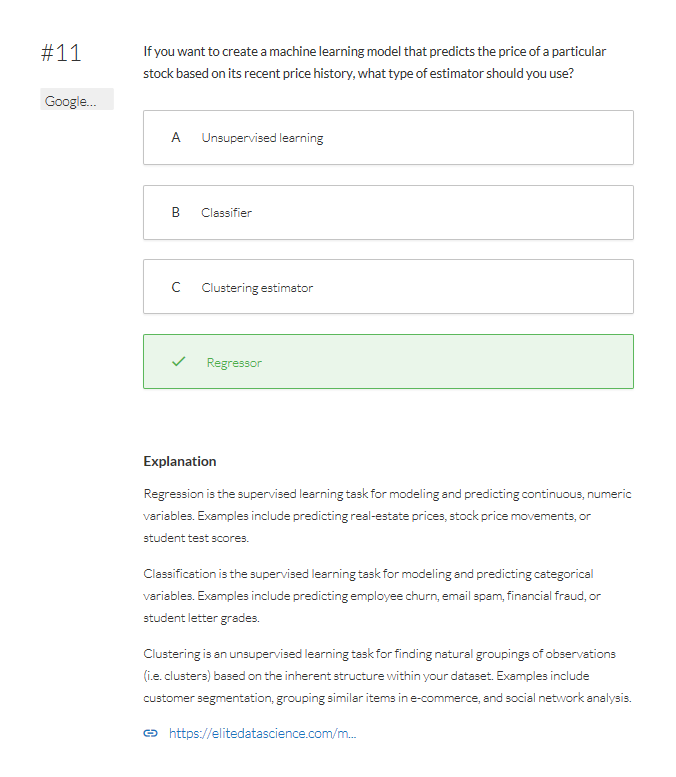 #11
Google...
If you want to create a machine learning model that predicts the price of a particular
stock based on its recent price history, what type of estimator should you use?
A Unsupervised learning
B Classifier
C Clustering estimator
Regressor
Explanation
Regression is the supervised learning task for modeling and predicting continuous, numeric
variables. Examples include predicting real-estate prices, stock price movements, or
student test scores.
Classification is the supervised learning task for modeling and predicting categorical
variables. Examples include predicting employee churn, email spam, financial fraud, or
student letter grades.
Clustering is an unsupervised learning task for finding natural groupings of observations
(i.e. clusters) based on the inherent structure within your dataset. Examples include
customer segmentation, grouping similar items in e-commerce, and social network analysis.
https://elitedatascience.com/m...